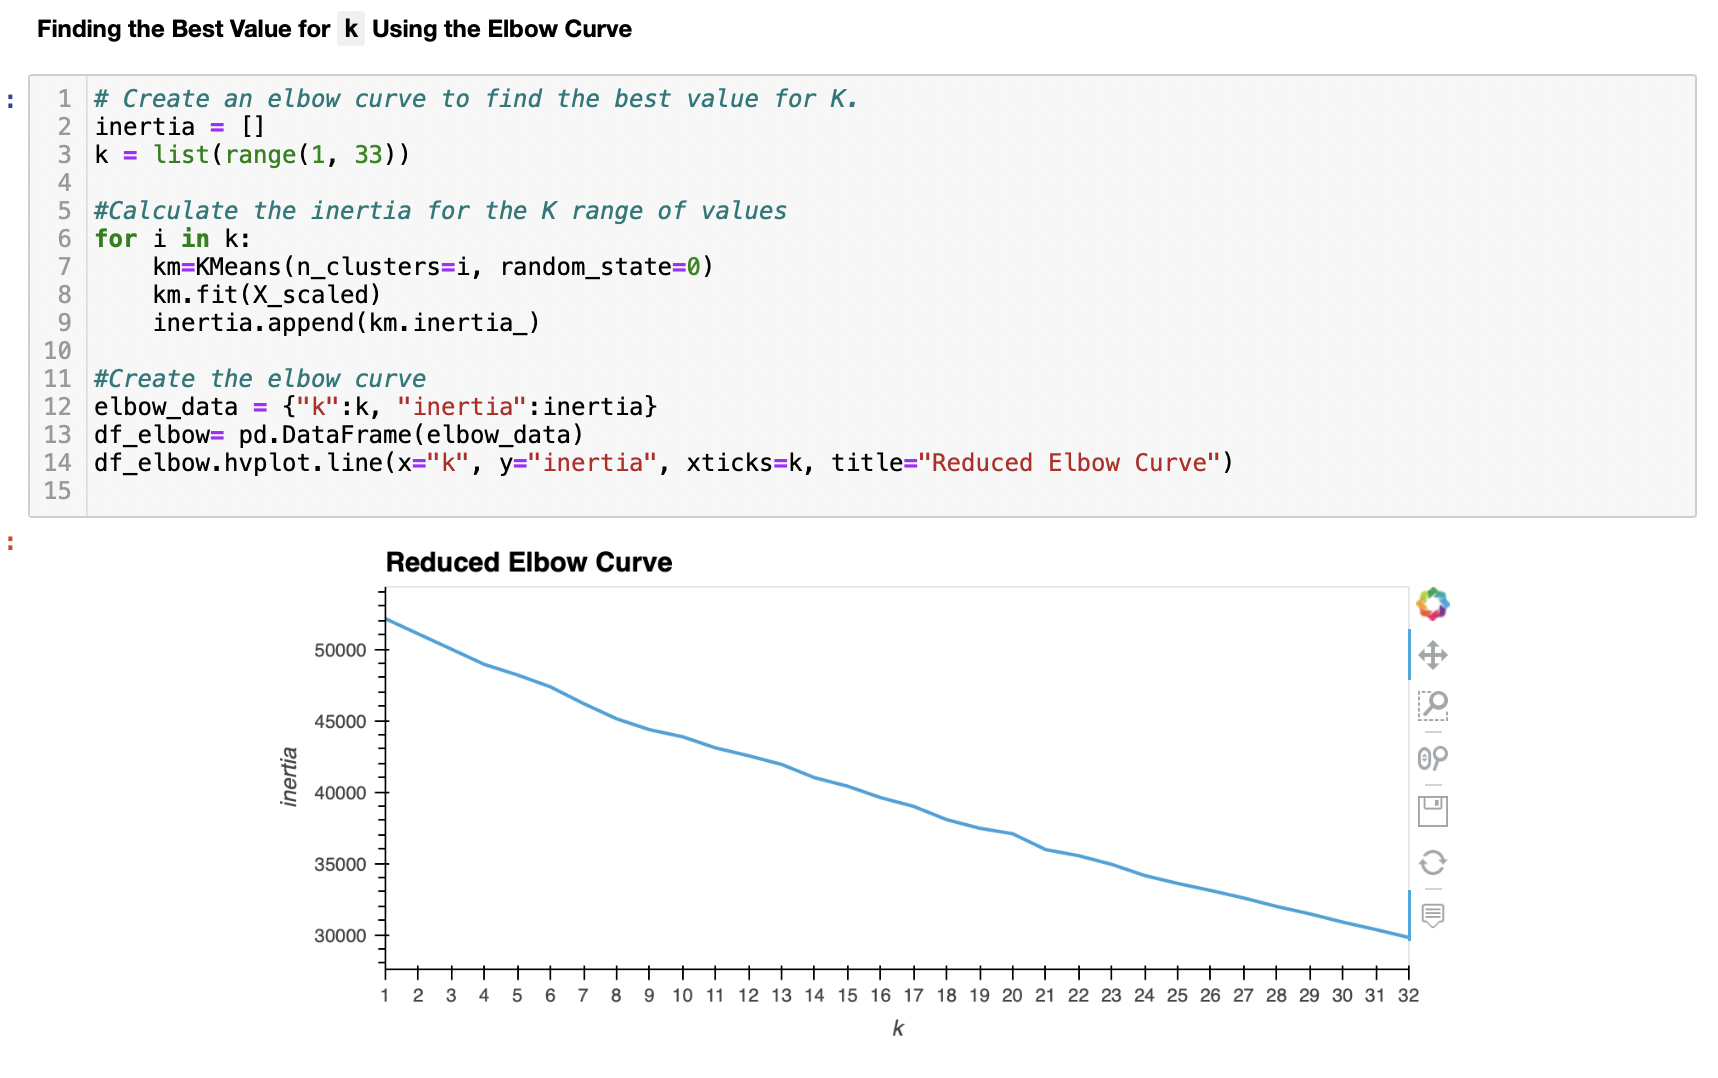 Finding the Best Value for k Using the Elbow Curve
:
1 # Create an elbow curve to find the best value for K.
2 inertia = []
3 k = list(range(1, 33))
4
5 #Calculate the inertia for the K range of values
6 for i in k:
7     km=KMeans(n_clusters=i, random_state=0)
8     km.fit(X_scaled)
9     inertia.append(km.inertia_)
10
11 #Create the elbow curve
12 elbow_data = {"k":k, "inertia":inertia}
13 df_elbow= pd.DataFrame(elbow_data)
14 df_elbow.hvplot.line(x="k", y="inertia", xticks=k, title="Reduced Elbow Curve")
15
:
Reduced Elbow Curve
50000
45000
40000
35000
30000
inertia
1 2 3 4 5 6 7 8 9 10 11 12 13 14 15 16 17 18 19 20 21 22 23 24 25 26 27 28 29 30 31 32
k